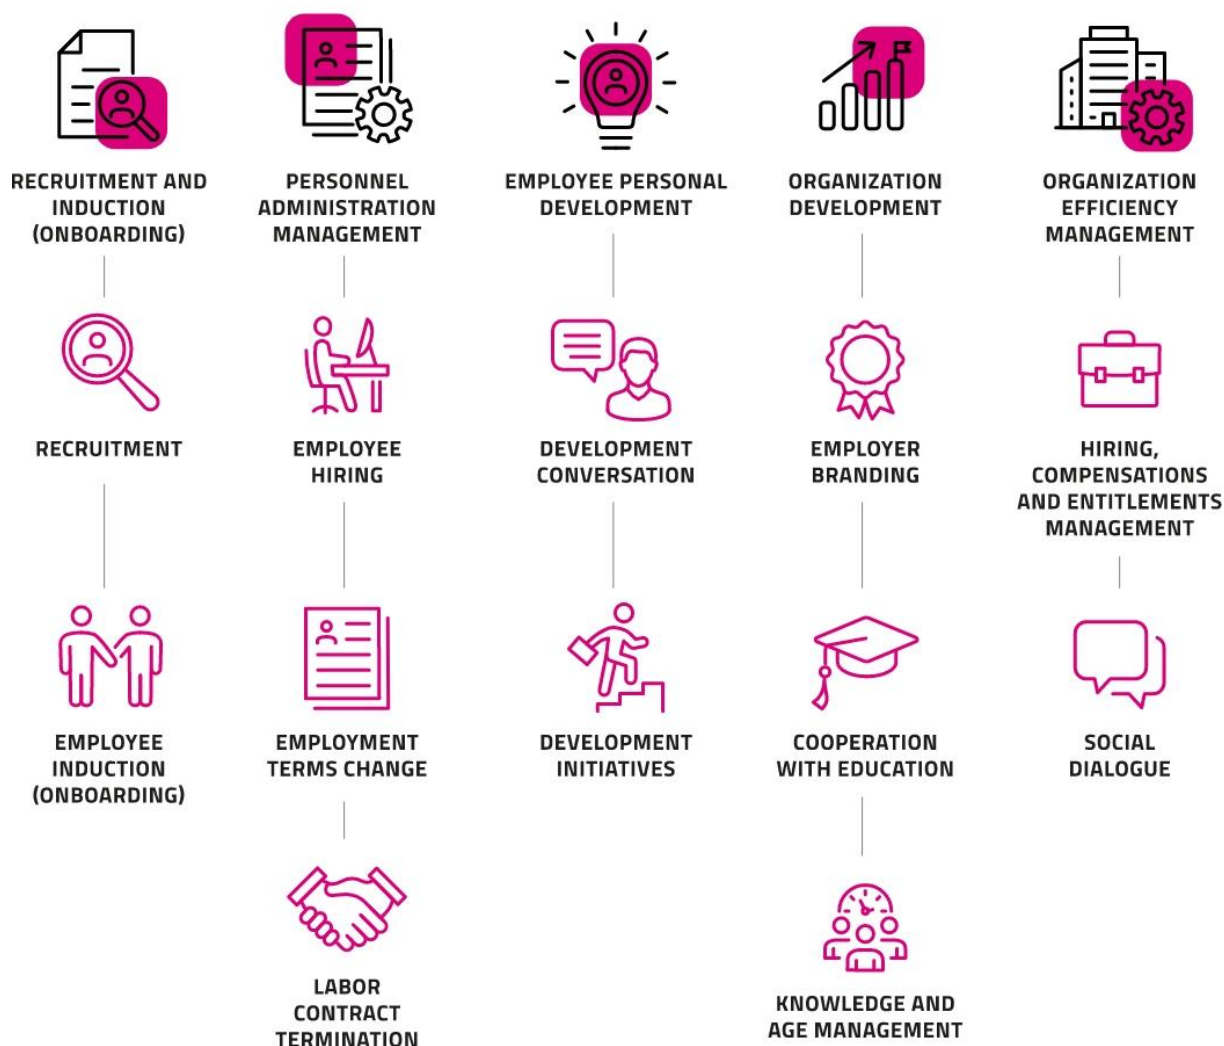 RECRUITMENT AND
INDUCTION
(ONBOARDING)
PERSONNEL
ADMINISTRATION
MANAGEMENT
EMPLOYEE PERSONAL
DEVELOPMENT
ORGANIZATION
DEVELOPMENT
ORGANIZATION
EFFICIENCY
MANAGEMENT
RECRUITMENT
EMPLOYEE
HIRING
DEVELOPMENT
CONVERSATION
EMPLOYER
BRANDING
HIRING,
COMPENSATIONS
AND ENTITLEMENTS
MANAGEMENT
EMPLOYEE
INDUCTION
(ONBOARDING)
EMPLOYMENT
TERMS CHANGE
DEVELOPMENT
INITIATIVES
COOPERATION
WITH EDUCATION
SOCIAL
DIALOGUE
LABOR
CONTRACT
TERMINATION
KNOWLEDGE AND
AGE MANAGEMENT